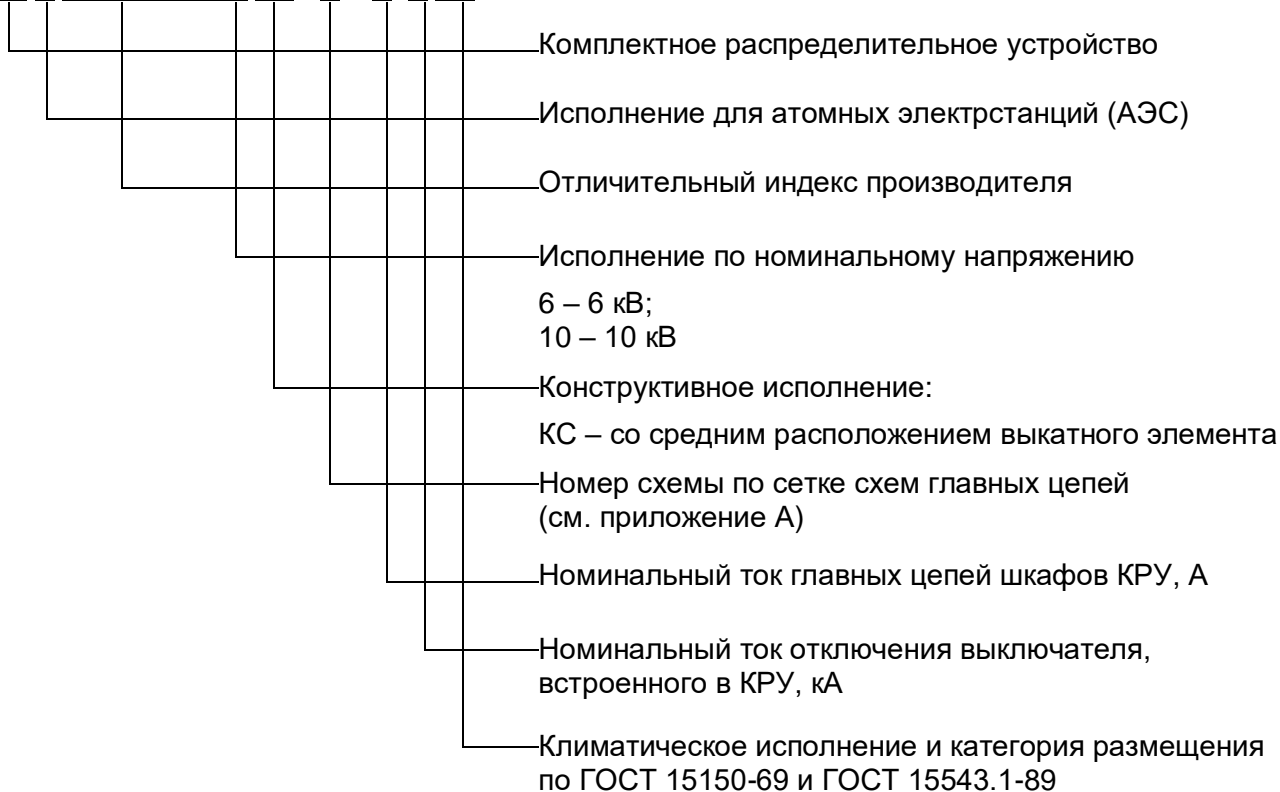 Комплектное распределительное устройство
Исполнение для атомных электрстанций (АЭС)
Отличительный индекс производителя
Исполнение по номинальному напряжению
6 – 6 кВ;
10 – 10 кВ
Конструктивное исполнение:
КС – со средним расположением выкатного элемента
Номер схемы по сетке схем главных цепей
(см. приложение А)
Номинальный ток главных цепей шкафов КРУ, А
Номинальный ток отключения выключателя,
встроенного в КРУ, кА
Климатическое исполнение и категория размещения
по ГОСТ 15150-69 и ГОСТ 15543.1-89